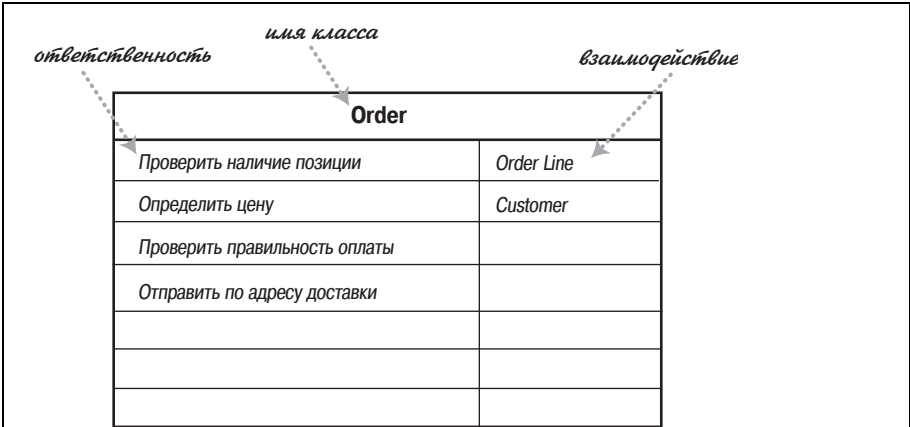 имя класса
ответственность
взаимодействие
Order
Проверить наличие позиции Order Line
Определить цену Customer
Проверить правильность оплаты
Отправить по адресу доставки